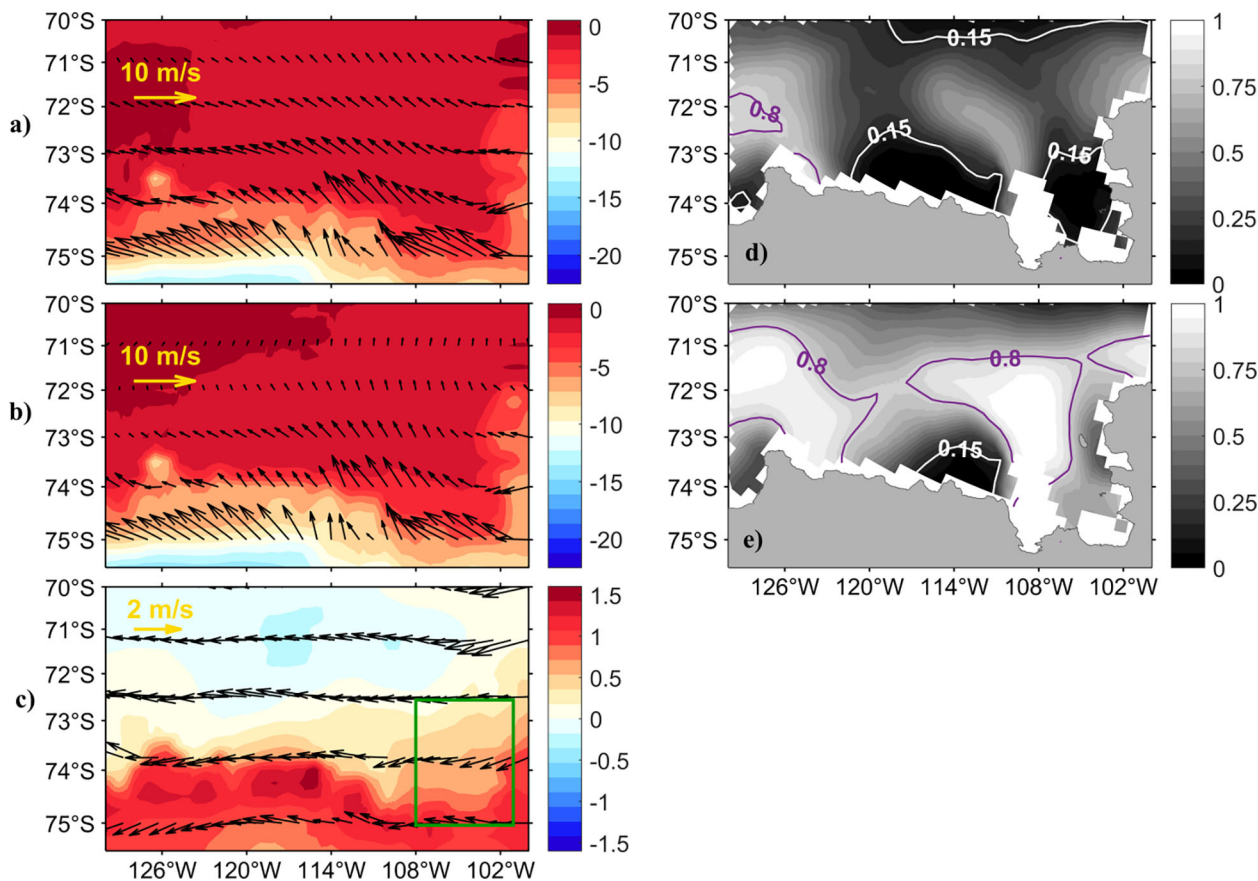 a)
70°S
71°S
72°S
73°S
74°S
75°S
10 m/s
0
-5
-10
-15
-20
d)
70°S
71°S
72°S
73°S
74°S
75°S
0.15
0.8
0.15
0.15
1
0.75
0.5
0.25
0
b)
70°S
71°S
72°S
73°S
74°S
75°S
10 m/s
0
-5
-10
-15
-20
e)
70°S
71°S
72°S
73°S
74°S
75°S
0.8
0.8
0.15
1
0.75
0.5
0.25
0
126°W
120°W
114°W
108°W
102°W
c)
70°S
71°S
72°S
73°S
74°S
75°S
2 m/s
1.5
1
0.5
0
-0.5
-1
-1.5
126°W
120°W
114°W
108°W
102°W